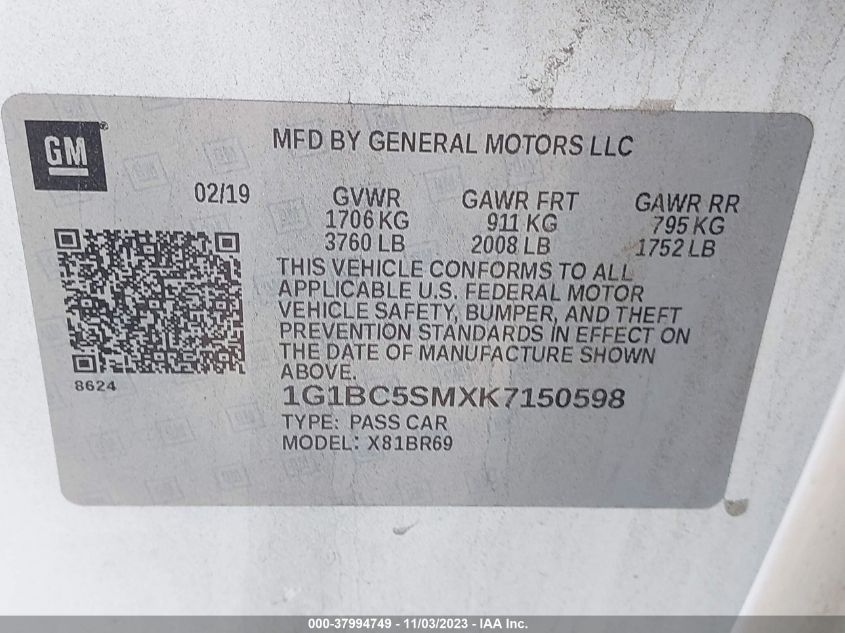 GM
MFD BY GENERAL MOTORS LLC
02/19 GVWR GAWR FRT GAWR RR
1706 KG 911 KG 795 KG
3760 LB 2008 LB 1752 LB
THIS VEHICLE CONFORMS TO ALL
APPLICABLE U.S. FEDERAL MOTOR
VEHICLE SAFETY, BUMPER, AND THEFT
PREVENTION STANDARDS IN EFFECT ON
THE DATE OF MANUFACTURE SHOWN
ABOVE.
8624
1G1BC5SMXK7150598
TYPE: PASS CAR
MODEL: X81BR69
000-37994749 - 11/03/2023 - IAA Inc.